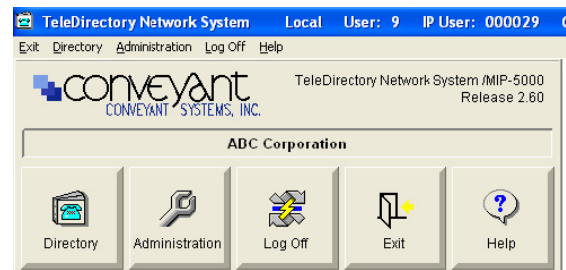 TeleDirectory Network System Local User: 9 IP User: 000029
Exit Directory Administration Log Off Help
CONVEYANT
CONVEYANT SYSTEMS, INC.
TeleDirectory Network System /MIP-5000
Release 2.60
ABC Corporation
Directory Administration Log Off Exit Help